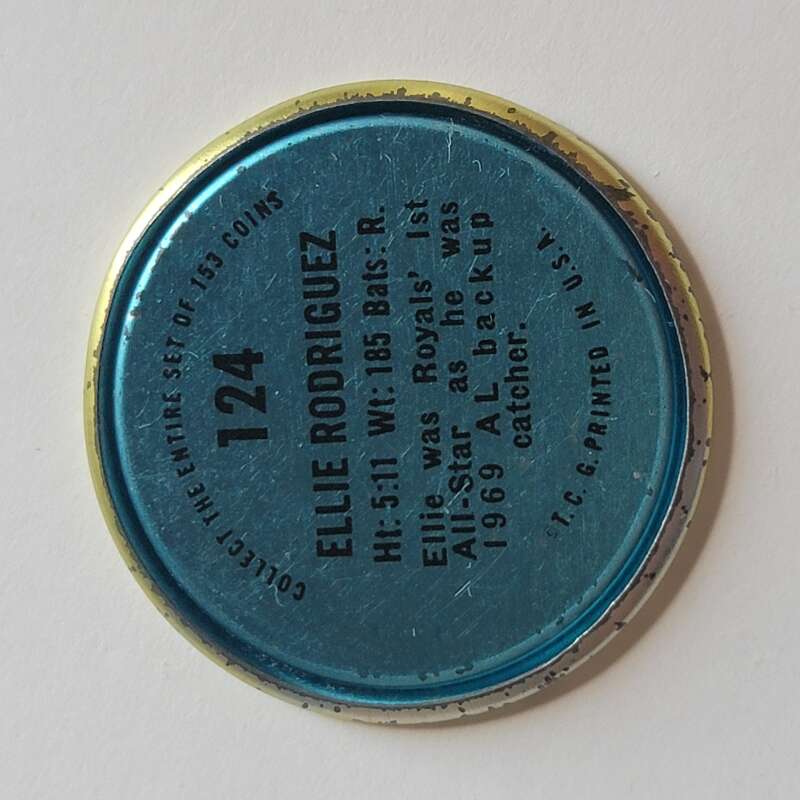 COLLECT THE ENTIRE SET OF 153 COINS
124
ELLIE RODRIGUEZ
Ht: 5:11 Wt: 185 Bats: R.
Ellie was Royals' 1st
All-Star as he was
1969 AL backup
catcher.
©T. C. G. PRINTED IN U.S.A.